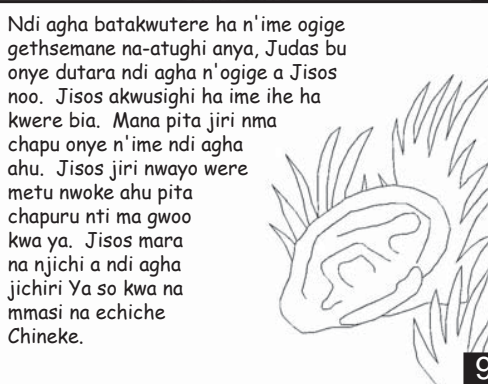 Ndi agha batakwutere ha n'ime ogige
gethsemane na-atughi anya, Judas bu
onye dutara ndi agha n'ogige a Jisos
noo. Jisos akwusighi ha ime ihe ha
kwere bia. Mana pita jiri nma
chapu onye n'ime ndi agha
ahu. Jisos jiri nwayo were
metu nwoke ahu pita
chapuru nti ma gwoo
kwa ya. Jisos mara
na njichi a ndi agha
jichiri Ya so kwa na
mmasi na echiche
Chineke.
9